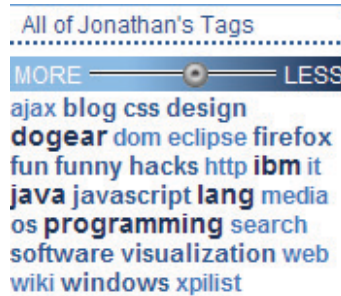 All of Jonathan's Tags
MORE LESS
ajax blog css design
dogear dom eclipse firefox
fun funny hacks http ibm it
java javascript lang media
os programming search
software visualization web
wiki windows xpilist